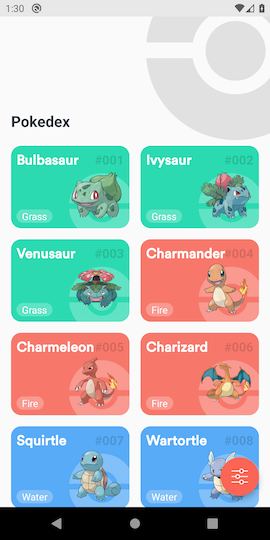 1:30
Pokedex
Bulbasaur #001
Grass
Ivysaur #002
Grass
Venusaur #003
Grass
Charmander #004
Fire
Charmeleon #005
Fire
Charizard #006
Fire
Squirtle #007
Water
Wartortle #008
Water